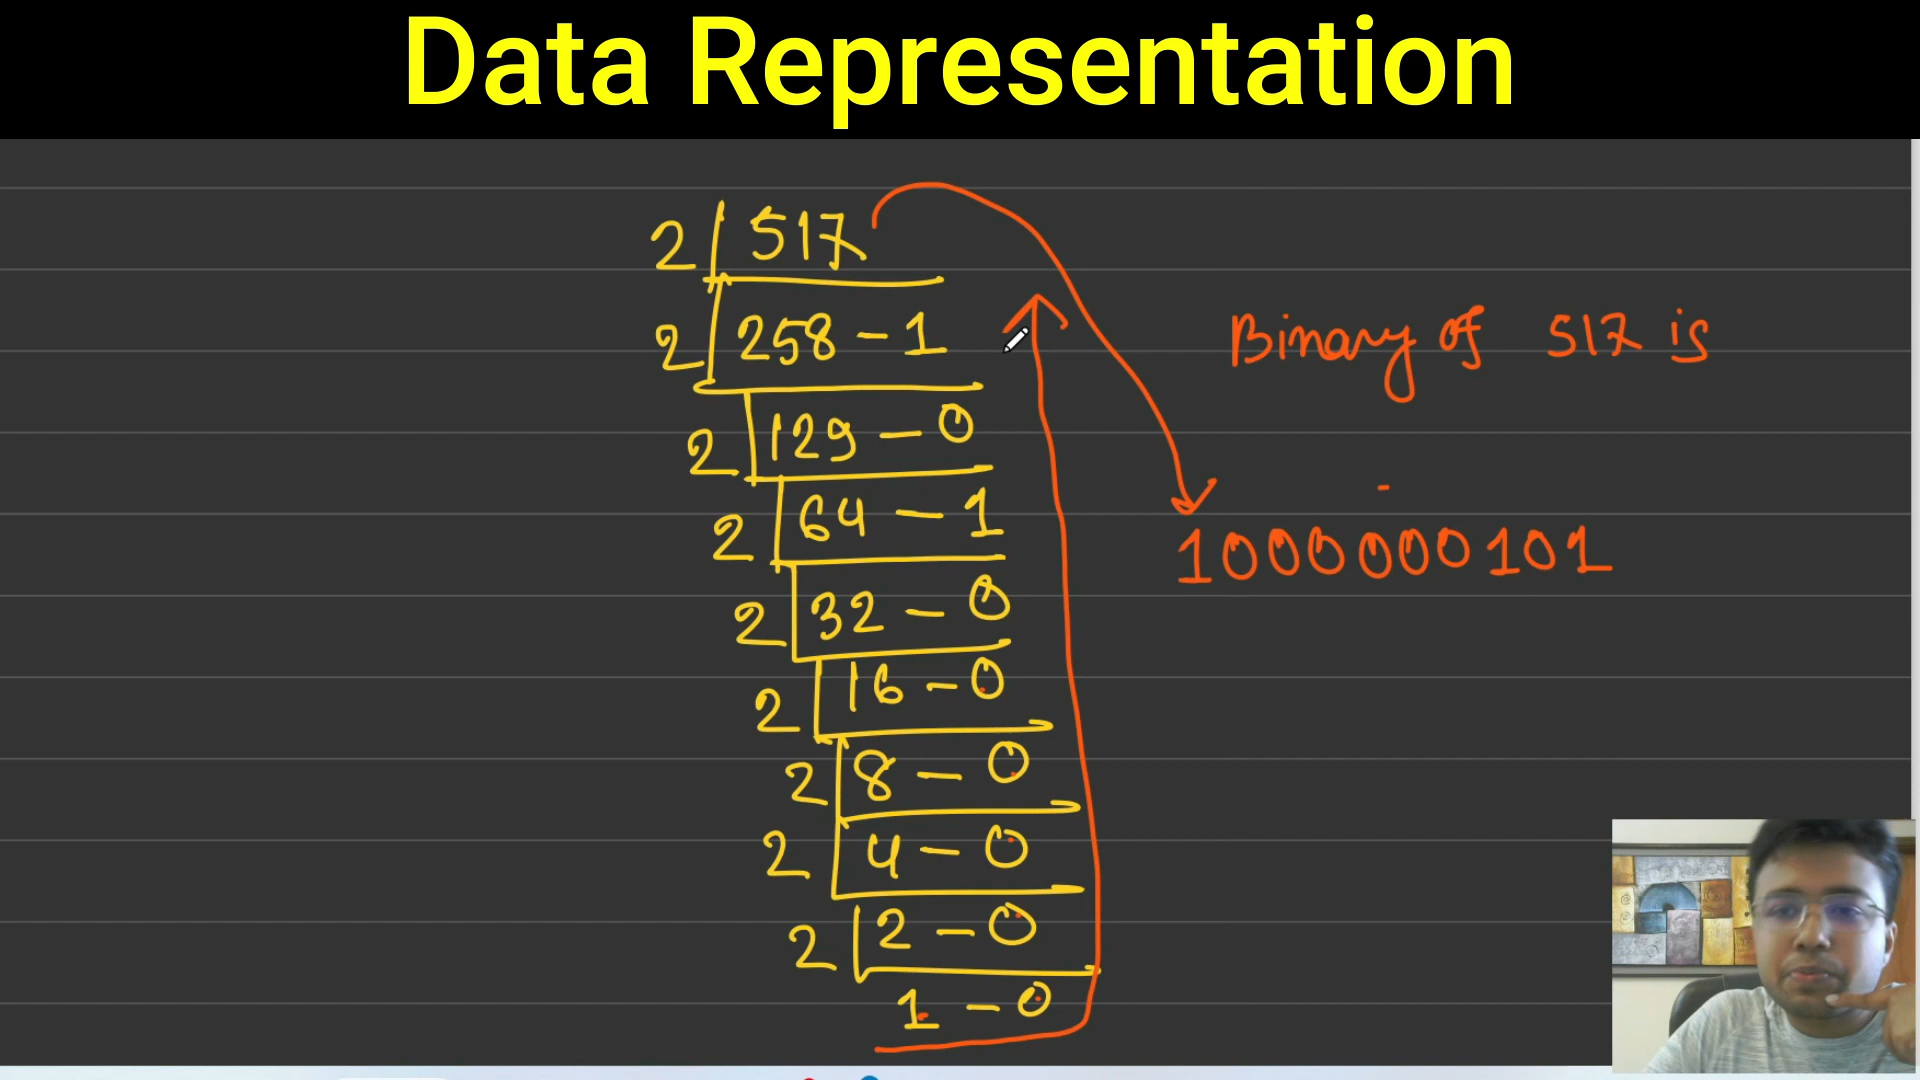 Data Representation
2 517
2 258 - 1
2 129 - 0
2 64 - 1
2 32 - 0
2 16 - 0
2 8 - 0
2 4 - 0
2 2 - 0
1 - 0
Binary of 517 is
1000000101